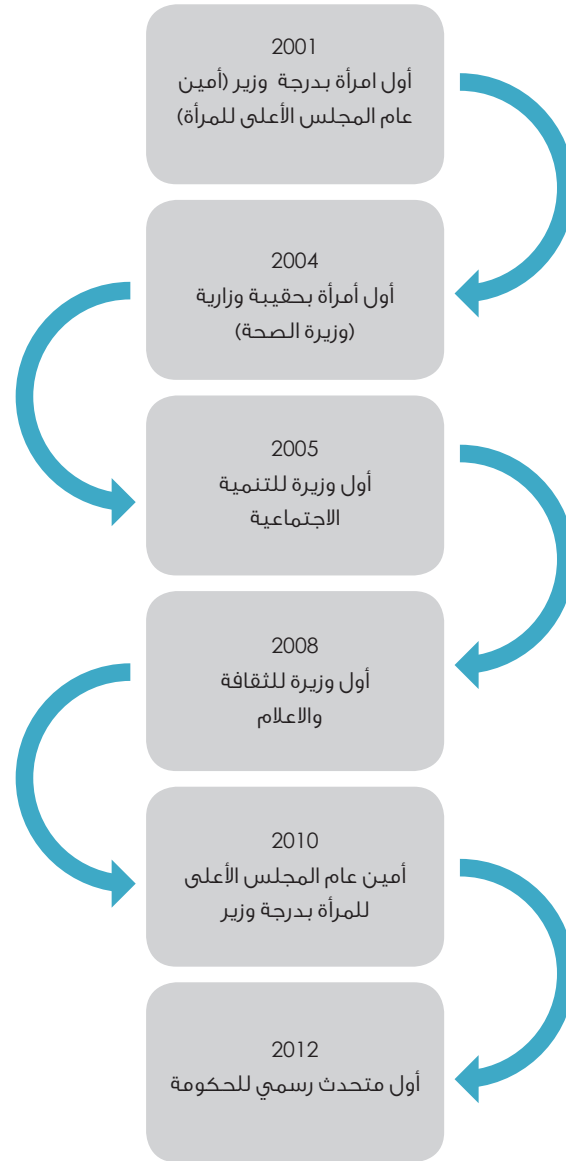 2001
أول امرأة بدرجة وزير (أمين
عام المجلس الأعلى للمرأة)
2004
أول أمرأة بحقيبة وزارية
(وزيرة الصحة)
2005
أول وزيرة للتنمية
الاجتماعية
2008
أول وزيرة للثقافة
والاعلام
2010
أمين عام المجلس الأعلى
للمرأة بدرجة وزير
2012
أول متحدث رسمي للحكومة